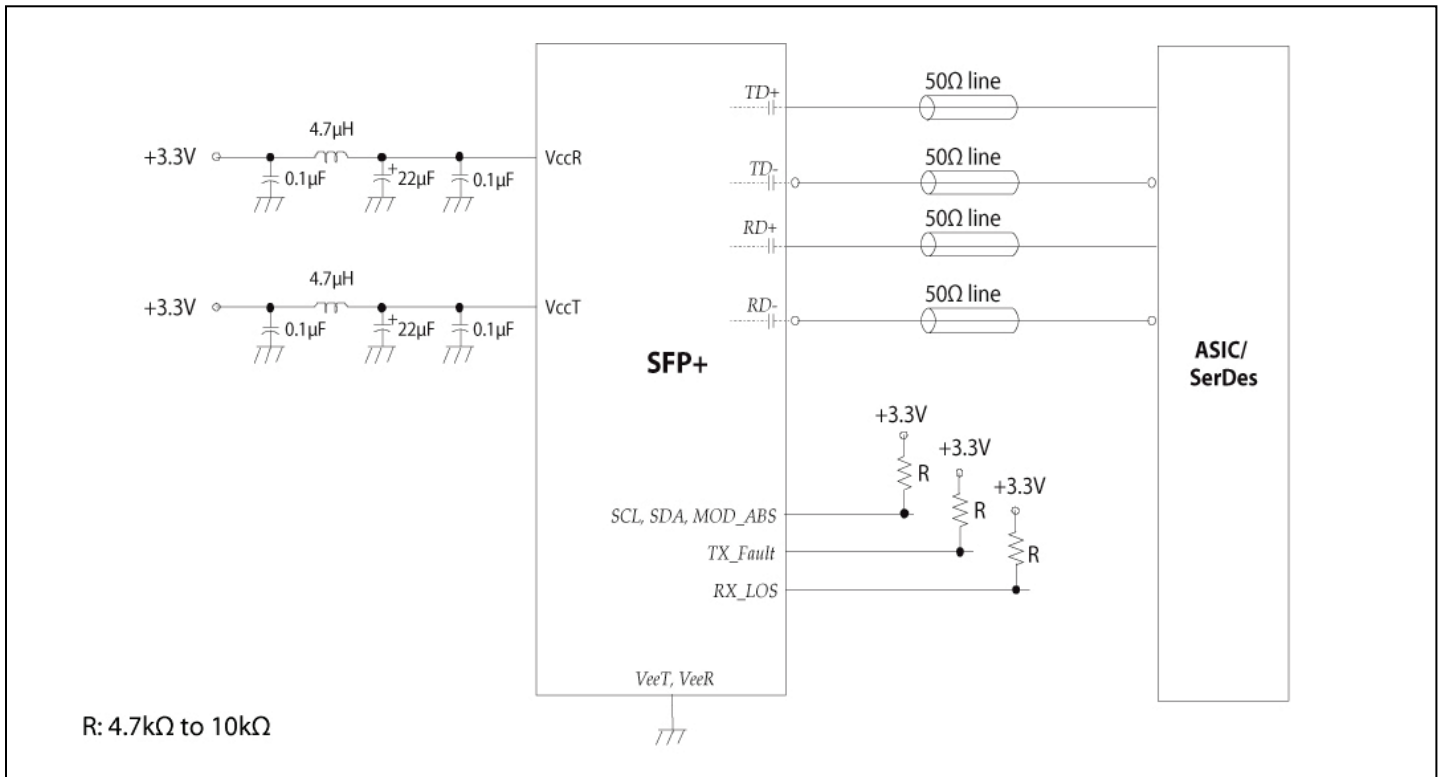 TD+
50Ω line
4.7µH
+3.3V
0.1µF
+
22µF
0.1µF
VccR
TD-
50Ω line
RD+
50Ω line
4.7µH
+3.3V
0.1µF
+
22µF
0.1µF
VccT
RD-
50Ω line
SFP+
ASIC/
SerDes
+3.3V
R
+3.3V
R
+3.3V
R
SCL, SDA, MOD_ABS
TX_Fault
RX_LOS
VeeT, VeeR
R: 4.7kΩ to 10kΩ